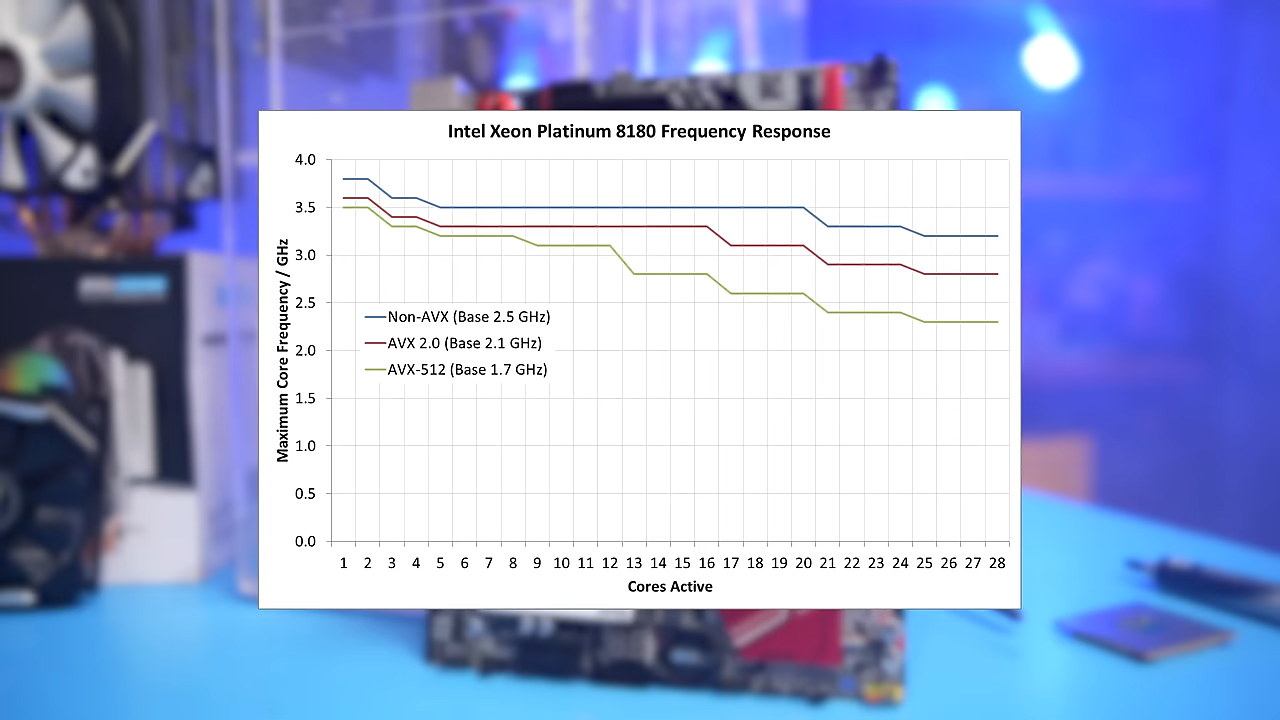 Intel Xeon Platinum 8180 Frequency Response
4.0
3.5
3.0
2.5
2.0
1.5
1.0
0.5
0.0
Maximum Core Frequency / GHz
Non-AVX (Base 2.5 GHz)
AVX 2.0 (Base 2.1 GHz)
AVX-512 (Base 1.7 GHz)
1 2 3 4 5 6 7 8 9 10 11 12 13 14 15 16 17 18 19 20 21 22 23 24 25 26 27 28
Cores Active